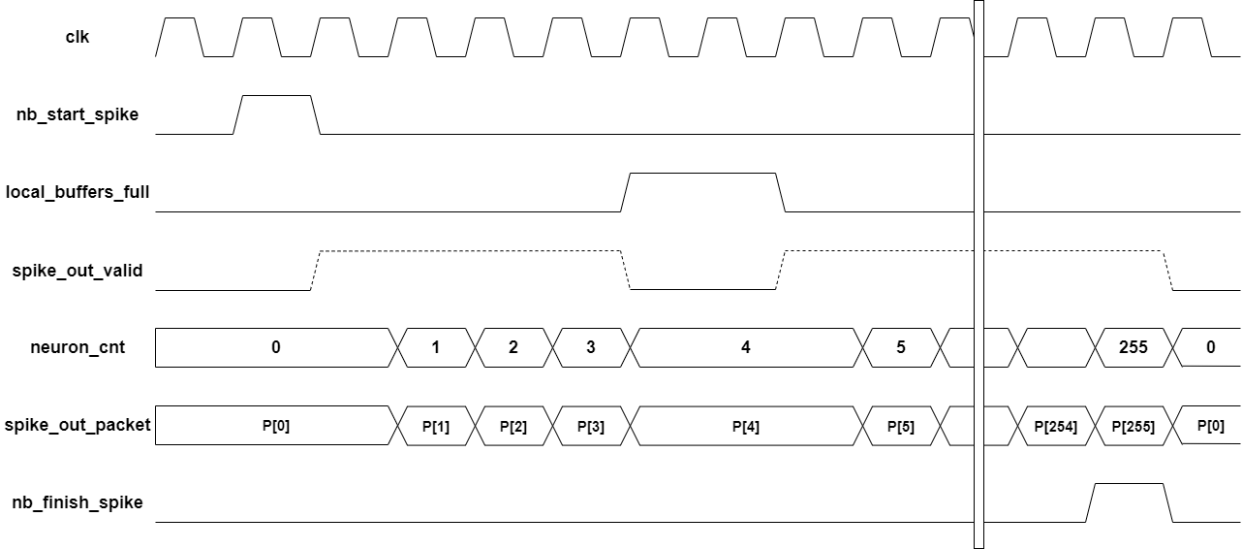 clk
nb_start_spike
local_buffers_full
spike_out_valid
neuron_cnt 0 1 2 3 4 5 255 0
spike_out_packet P[0] P[1] P[2] P[3] P[4] P[5] P[254] P[255] P[0]
nb_finish_spike